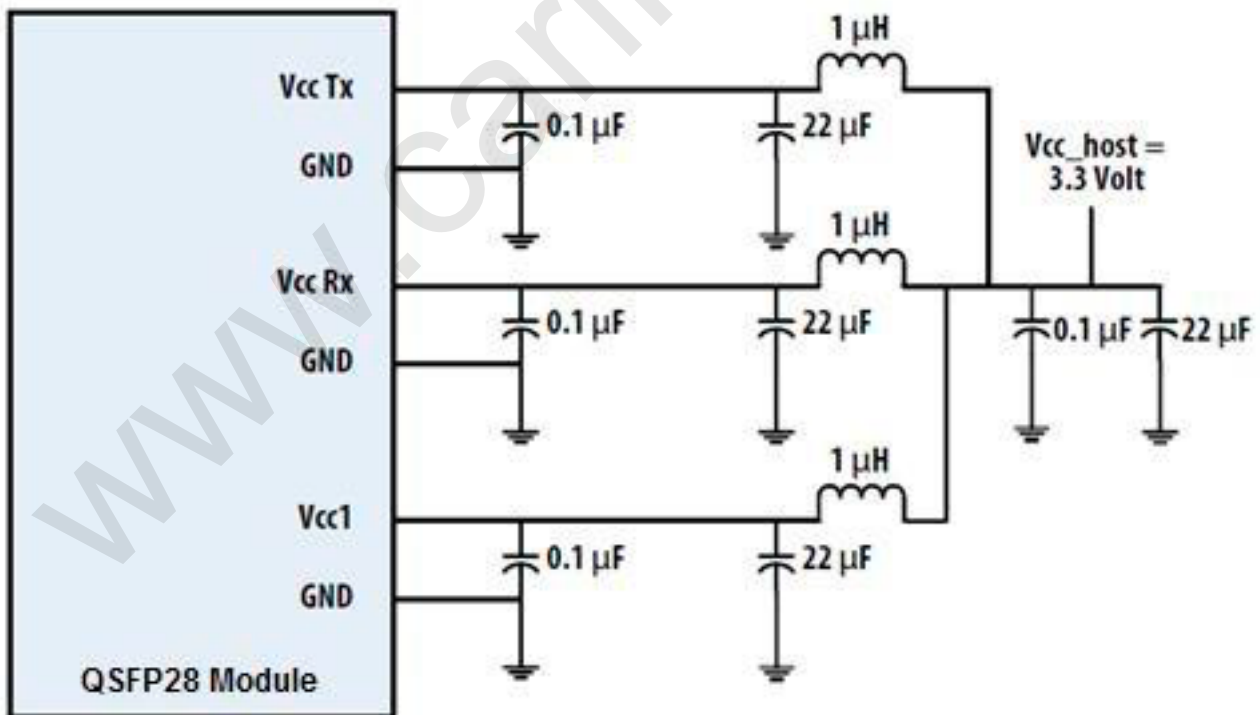 1 µH
Vcc Tx
0.1 µF
22 µF
GND
Vcc_host =
3.3 Volt
1 µH
Vcc Rx
0.1 µF
22 µF
0.1 µF
22 µF
GND
1 µH
Vcc1
0.1 µF
22 µF
GND
QSFP28 Module
www.car